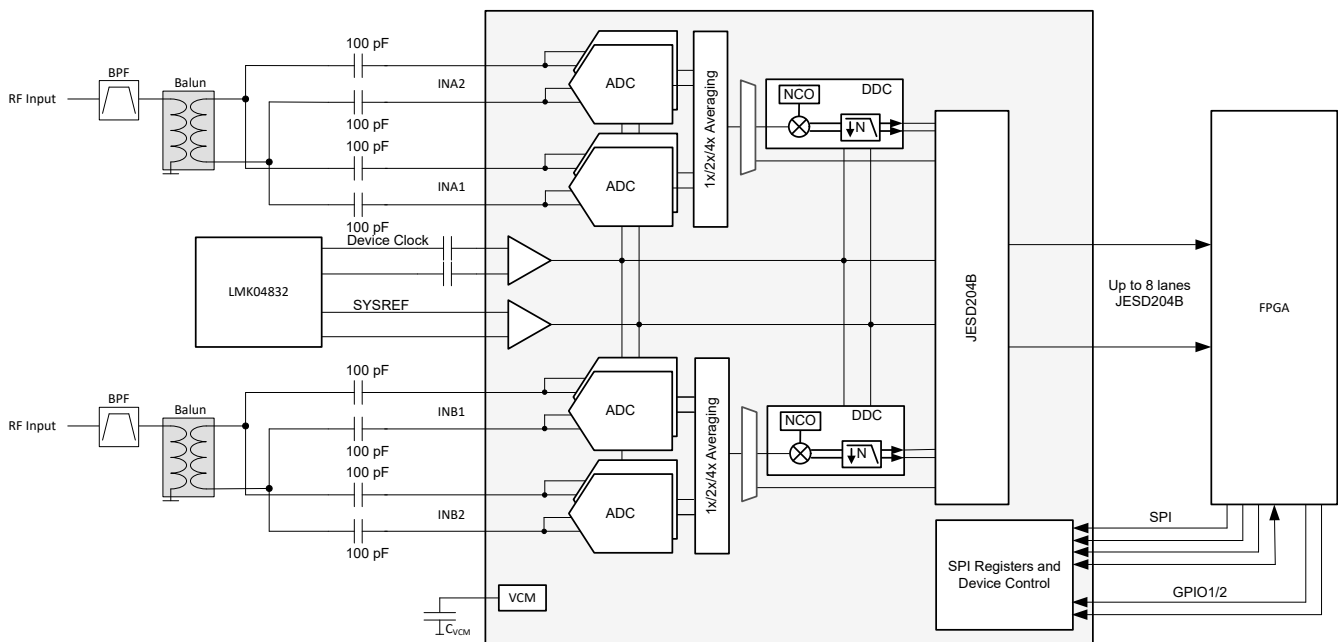 100 pF
BPF
Balun
RF Input
INA2
100 pF
100 pF
INA1
100 pF
ADC
ADC
1x/2x/4x Averaging
NCO
DDC
N
Device Clock
LMK04832
SYSREF
JESD204B
Up to 8 lanes
JESD204B
FPGA
100 pF
BPF
Balun
RF Input
INB1
100 pF
100 pF
INB2
100 pF
ADC
ADC
1x/2x/4x Averaging
NCO
DDC
N
SPI
SPI Registers and
Device Control
GPIO1/2
VCM
CVCM